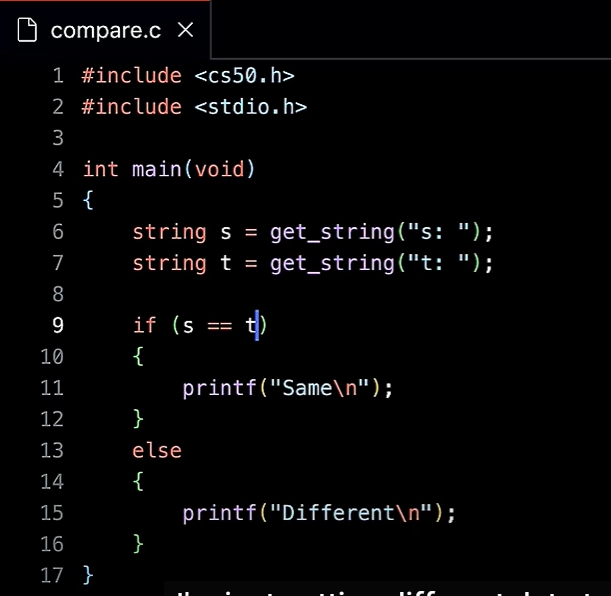 compare.c ×
1 #include <cs50.h>
2 #include <stdio.h>
3
4 int main(void)
5 {
6     string s = get_string("s: ");
7     string t = get_string("t: ");
8
9     if (s == t)
10     {
11         printf("Same\n");
12     }
13     else
14     {
15         printf("Different\n");
16     }
17 }